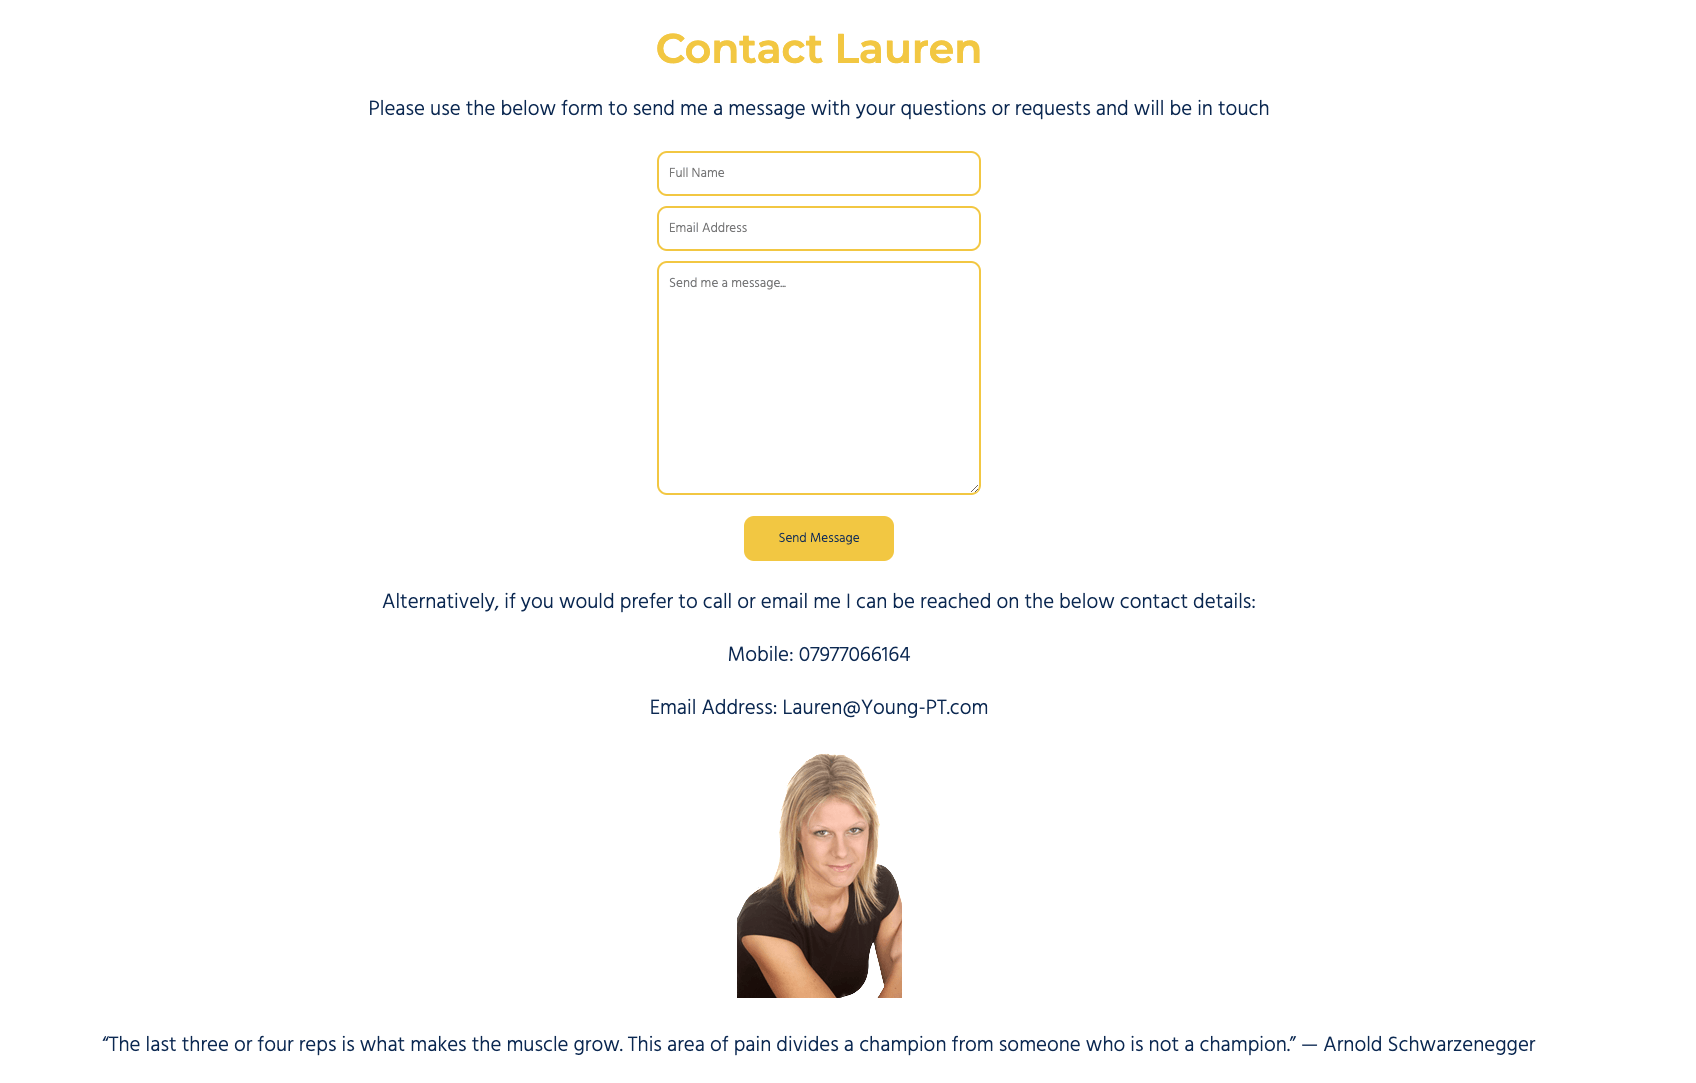 Contact Lauren
Please use the below form to send me a message with your questions or requests and will be in touch
Full Name
Email Address
Send me a message...
Send Message
Alternatively, if you would prefer to call or email me I can be reached on the below contact details:
Mobile: 07977066164
Email Address: Lauren@Young-PT.com
“The last three or four reps is what makes the muscle grow. This area of pain divides a champion from someone who is not a champion.” — Arnold Schwarzenegger